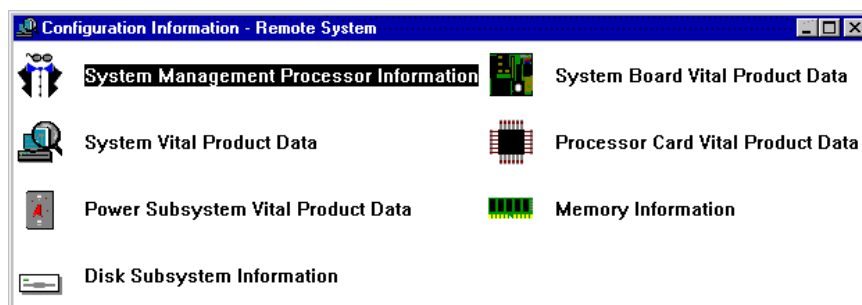 Configuration Information - Remote System
System Management Processor Information
System Board Vital Product Data
System Vital Product Data
Processor Card Vital Product Data
Power Subsystem Vital Product Data
Memory Information
Disk Subsystem Information